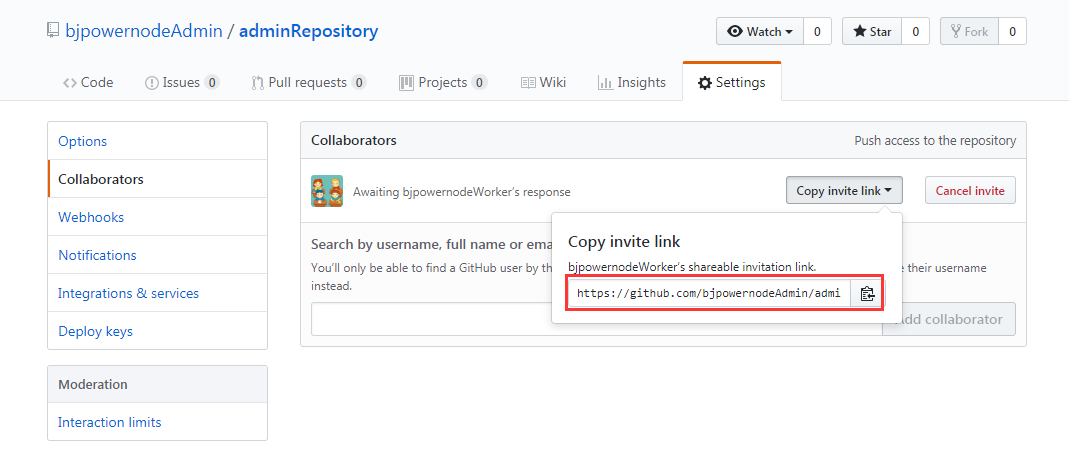 bjpowernodeAdmin / adminRepository
Watch 0 Star 0 Fork 0
Code Issues 0 Pull requests 0 Projects 0 Wiki Insights Settings
Options
Collaborators
Webhooks
Notifications
Integrations & services
Deploy keys
Moderation
Interaction limits
Collaborators Push access to the repository
Awaiting bjpowernodeWorker's response Copy invite link Cancel invite
Copy invite link
bjpowernodeWorker's shareable invitation link.
https://github.com/bjpowernodeAdmin/admi
Search by username, full name or
You'll only be able to find a GitHub user by their username
instead.
Add collaborator